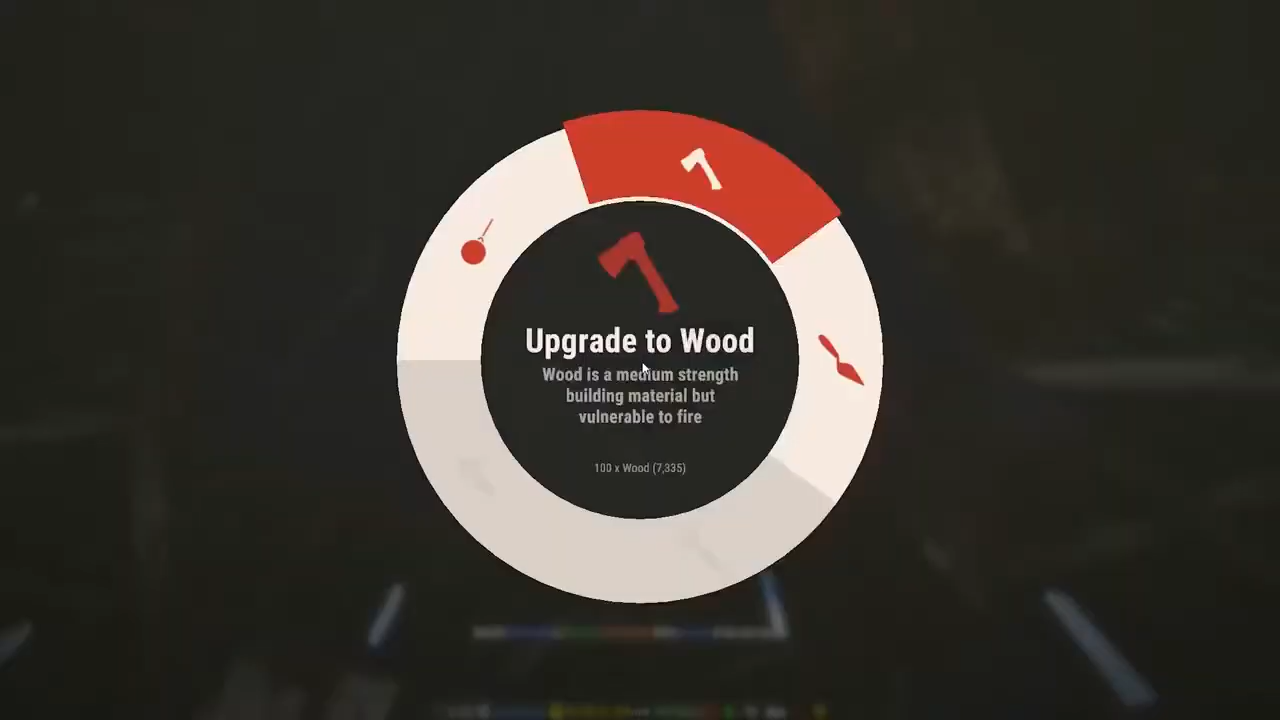 Upgrade to Wood
Wood is a medium strength
building material but
vulnerable to fire
100 x Wood (7,335)